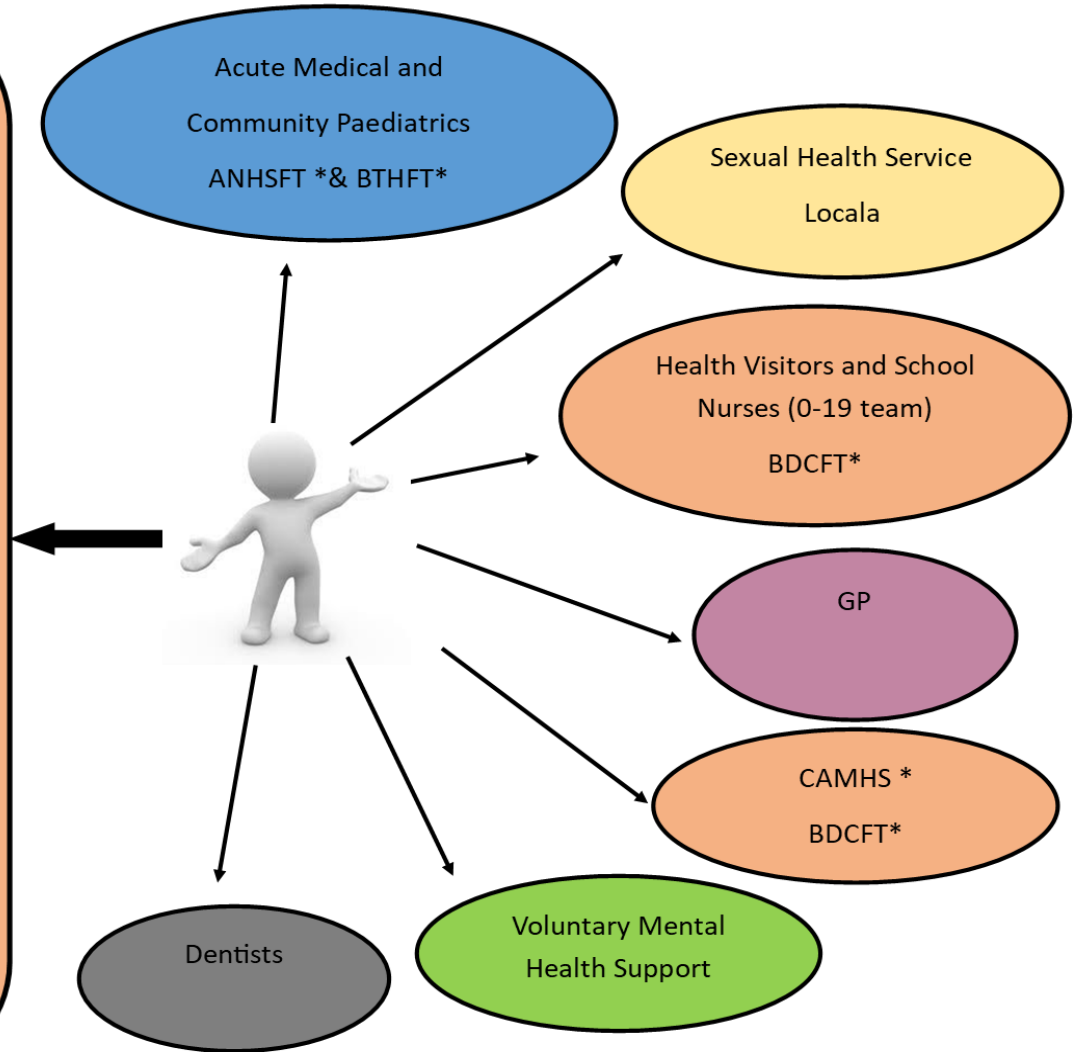 Acute Medical and
Community Paediatrics
ANHSFT *& BTHFT*
Sexual Health Service
Locala
Health Visitors and School
Nurses (0-19 team)
BDCFT*
GP
CAMHS *
BDCFT*
Voluntary Mental
Health Support
Dentists